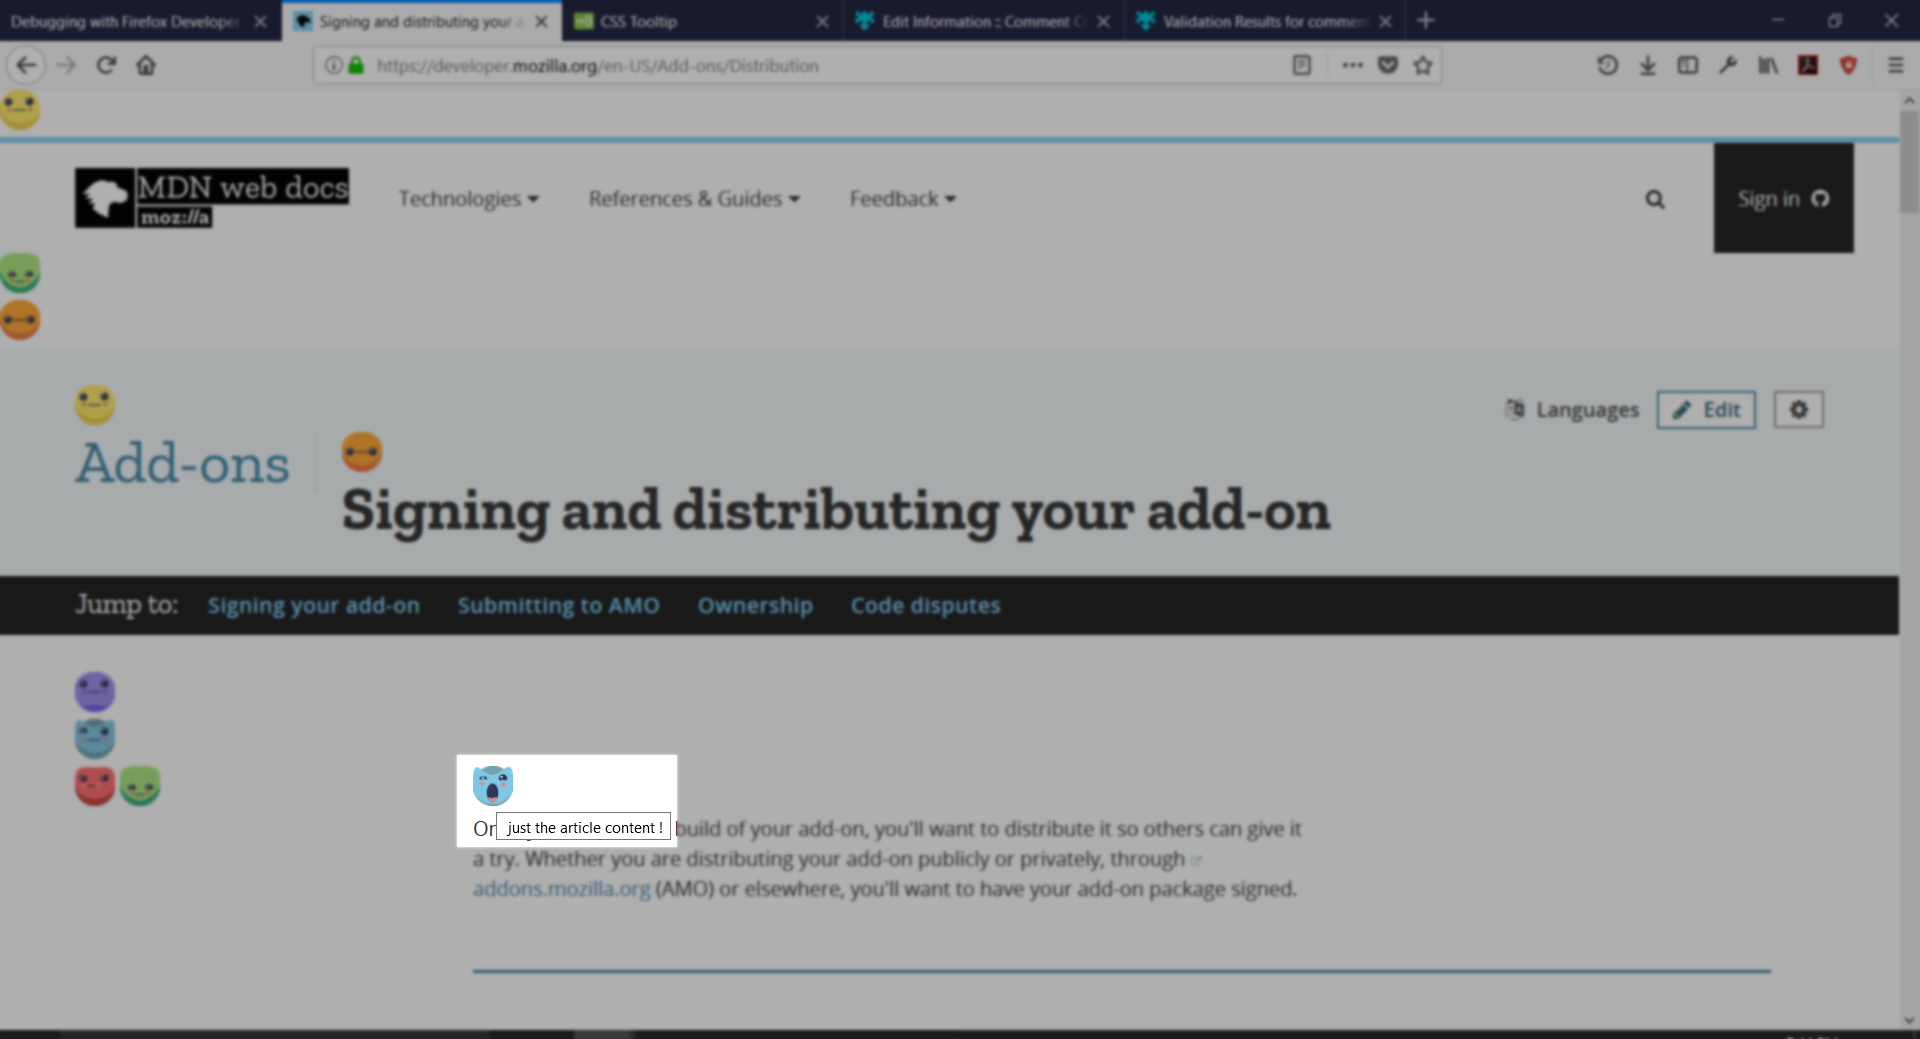 Debugging with Firefox Developer
Signing and distributing your a
CSS Tooltip
Edit Information :: Comment C
Validation Results for commen
https://developer.mozilla.org/en-US/Add-ons/Distribution
MDN web docs
moz://a
Technologies
References & Guides
Feedback
Sign in
Languages
Edit
Add-ons
Signing and distributing your add-on
Jump to:
Signing your add-on
Submitting to AMO
Ownership
Code disputes
just the article content !
build of your add-on, you'll want to distribute it so others can give it
a try. Whether you are distributing your add-on publicly or privately, through
addons.mozilla.org (AMO) or elsewhere, you'll want to have your add-on package signed.